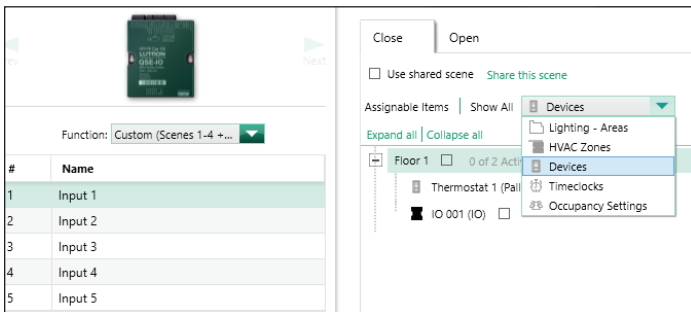 LUTRON
QSE-IO
Prev
Next
Function: Custom (Scenes 1-4 +...
# Name
1 Input 1
2 Input 2
3 Input 3
4 Input 4
5 Input 5
Close Open
Use shared scene Share this scene
Assignable Items Show All Devices
Expand all Collapse all
Lighting - Areas
HVAC Zones
Devices
Timeclocks
Occupancy Settings
Floor 1 0 of 2 Acti
Thermostat 1 (Pall
IO 001 (IO)